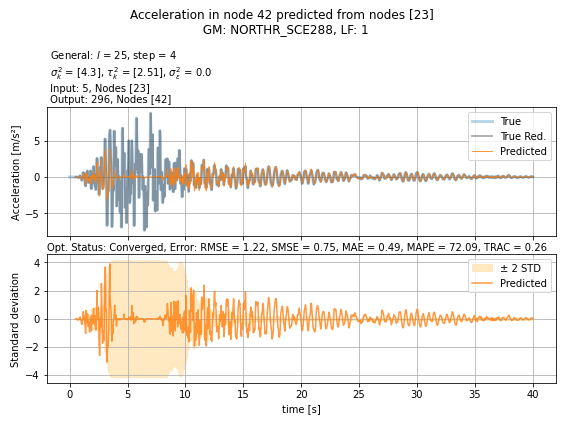 Acceleration in node 42 predicted from nodes [23]
GM: NORTHR_SCE288, LF: 1
General: l = 25, step = 4
σ²ₖ = [4.3], τ²ₖ = [2.51], σ²ε = 0.0
Input: 5, Nodes [23]
Output: 296, Nodes [42]
True
True Red.
Predicted
Acceleration [m/s²]
5
0
−5
Opt. Status: Converged, Error: RMSE = 1.22, SMSE = 0.75, MAE = 0.49, MAPE = 72.09, TRAC = 0.26
± 2 STD
Predicted
Standard deviation
4
2
0
−2
−4
0 5 10 15 20 25 30 35 40
time [s]